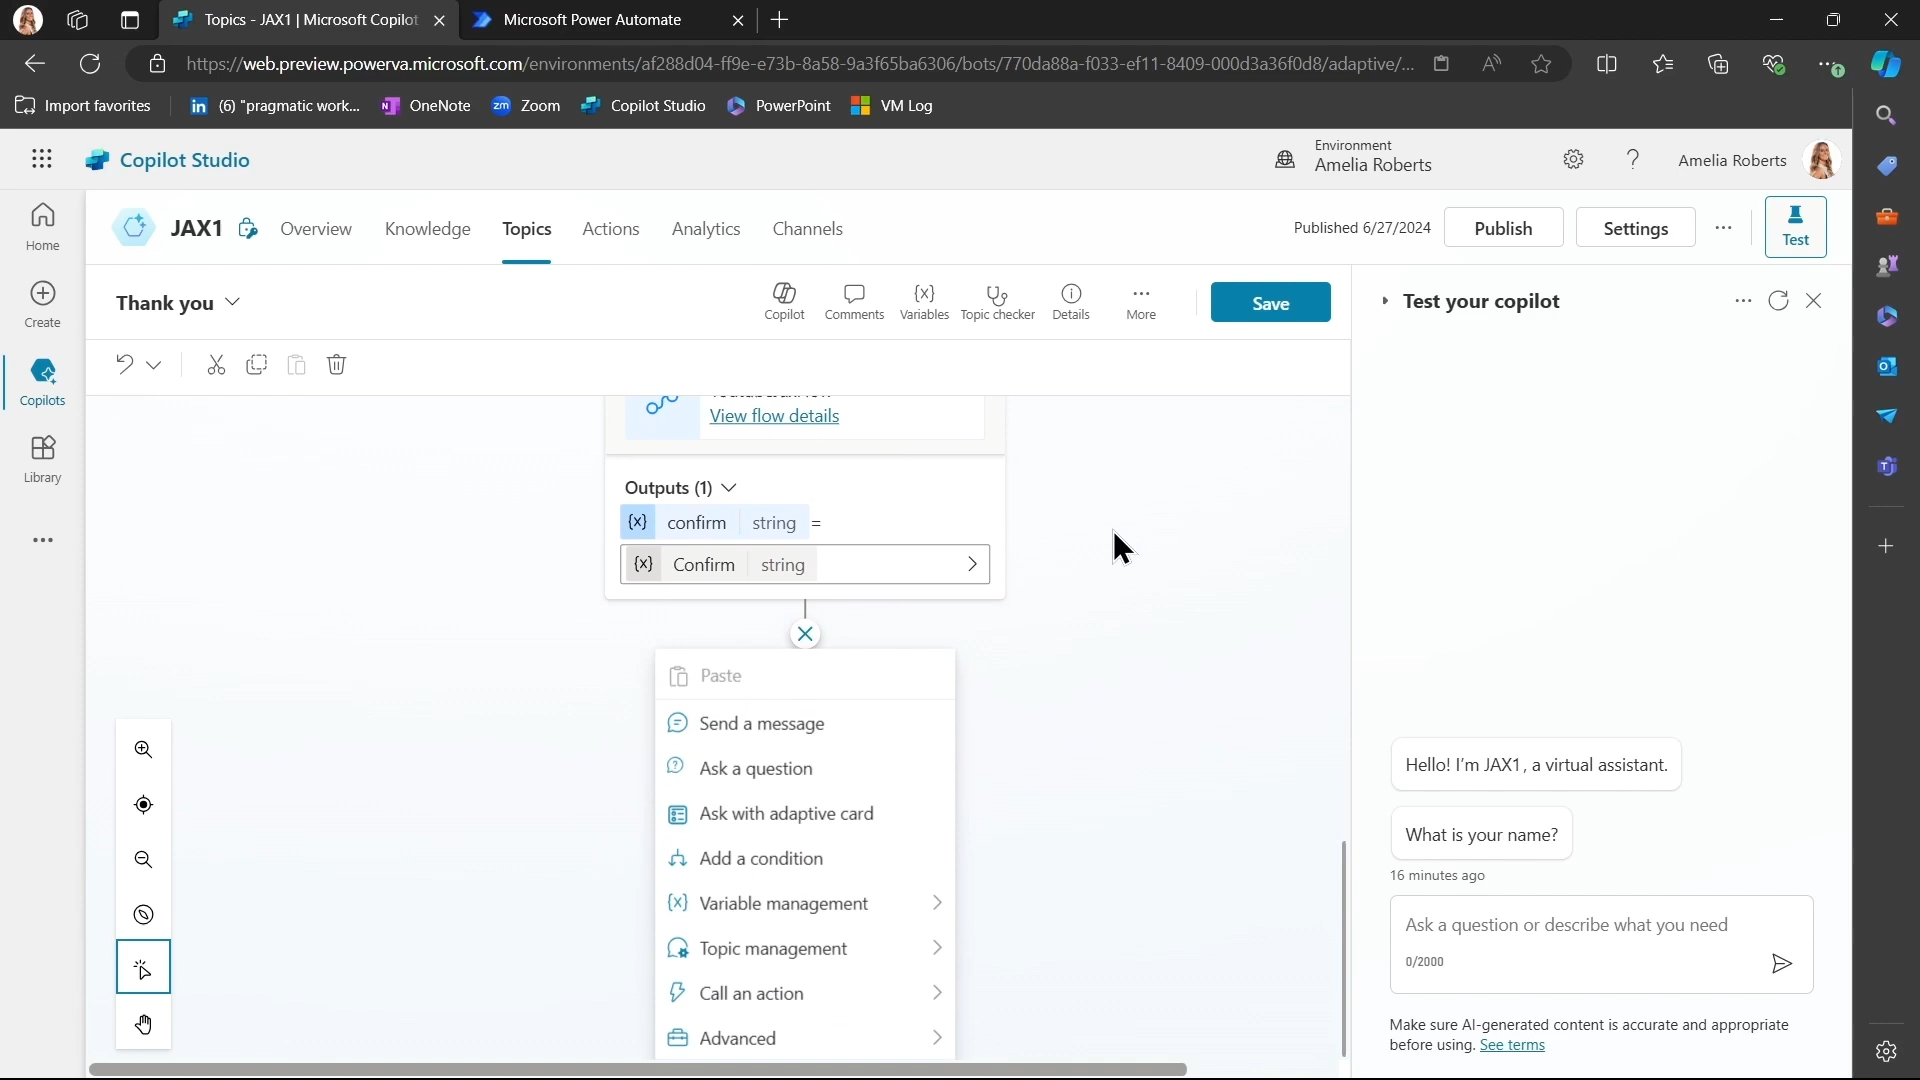 Topics - JAX1 | Microsoft Copilot
Microsoft Power Automate
https://web.preview.powerva.microsoft.com/environments/af288d04-ff9e-e73b-8a58-9a3f65ba6306/bots/770da88a-f033-ef11-8409-000d3a36f0d8/adaptive/...
Import favorites
(6) "pragmatic work...
OneNote
Zoom
Copilot Studio
PowerPoint
VM Log
Copilot Studio
Environment
Amelia Roberts
Amelia Roberts
JAX1
Overview
Knowledge
Topics
Actions
Analytics
Channels
Published 6/27/2024
Publish
Settings
Test
Home
Create
Copilots
Library
Thank you
Copilot
Comments
Variables
Topic checker
Details
More
Save
View flow details
Outputs (1)
{x} confirm string =
{x} Confirm string
Paste
Send a message
Ask a question
Ask with adaptive card
Add a condition
Variable management
Topic management
Call an action
Advanced
Test your copilot
Hello! I'm JAX1, a virtual assistant.
What is your name?
16 minutes ago
Ask a question or describe what you need
0/2000
Make sure AI-generated content is accurate and appropriate
before using. See terms